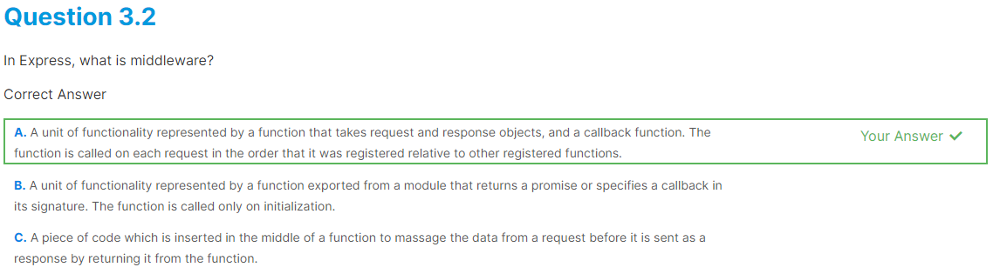 Question 3.2
In Express, what is middleware?
Correct Answer
A. A unit of functionality represented by a function that takes request and response objects, and a callback function. The
function is called on each request in the order that it was registered relative to other registered functions.
Your Answer ✔
B. A unit of functionality represented by a function exported from a module that returns a promise or specifies a callback in
its signature. The function is called only on initialization.
C. A piece of code which is inserted in the middle of a function to massage the data from a request before it is sent as a
response by returning it from the function.